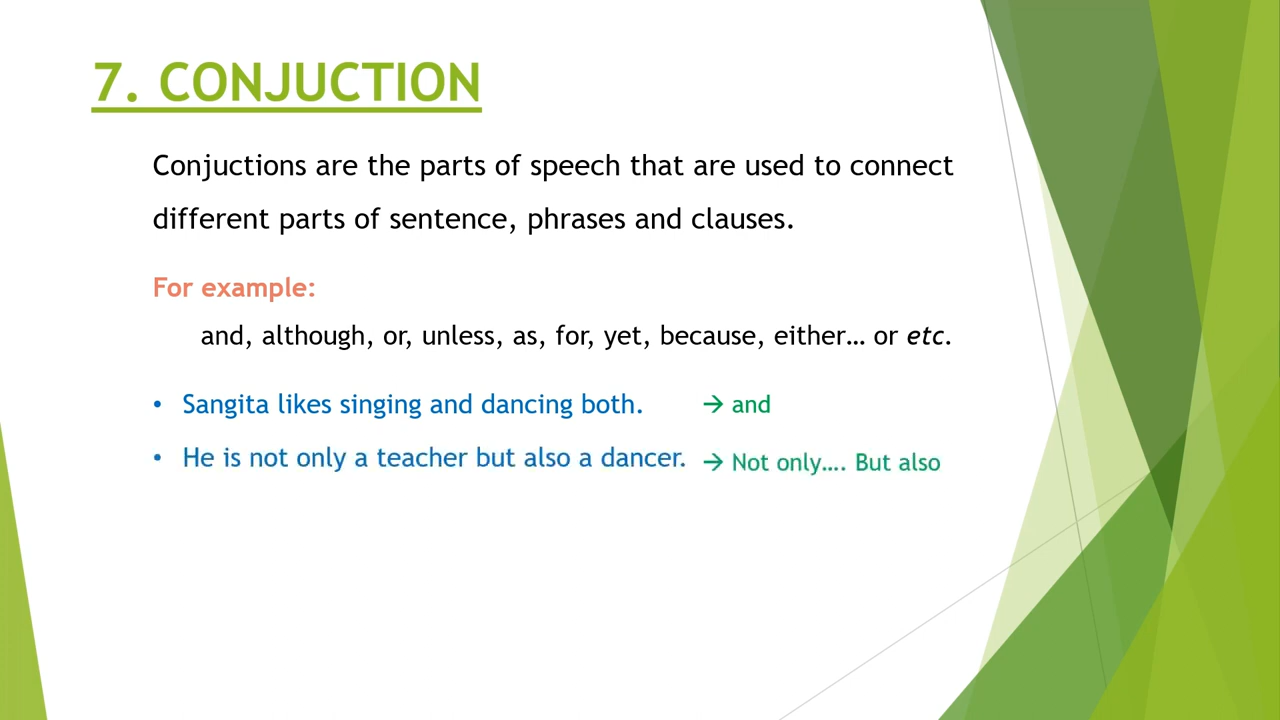 7. CONJUCTION
Conjuctions are the parts of speech that are used to connect
different parts of sentence, phrases and clauses.
For example:
and, although, or, unless, as, for, yet, because, either… or etc.
• Sangita likes singing and dancing both. → and
• He is not only a teacher but also a dancer. → Not only…. But also